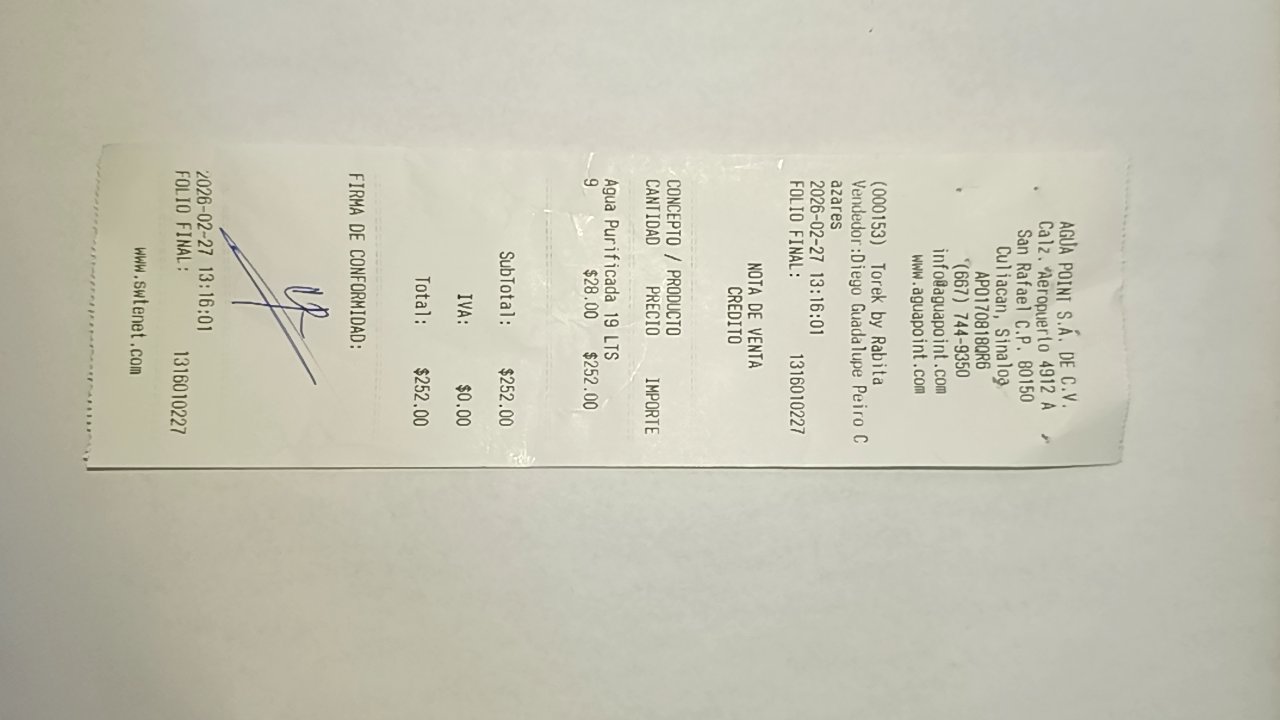 AGUA POINT S.A. DE C.V.
Calz. Aeropuerto 4912 A
San Rafael C.P. 80150
Culiacan, Sinaloa
APO170818QR6
(667) 744-9350
info@aguapoint.com
www.aguapoint.com
(000153) Torek by Rabita
Vendedor:Diego Guadalupe Peiro C
azares
2026-02-27 13:16:01
FOLIO FINAL: 1316010227
NOTA DE VENTA
CREDITO
CONCEPTO / PRODUCTO
CANTIDAD PRECIO IMPORTE
Agua Purificada 19 LTS
9 $28.00 $252.00
SubTotal: $252.00
IVA: $0.00
Total: $252.00
FIRMA DE CONFORMIDAD:
2026-02-27 13:16:01
FOLIO FINAL: 1316010227
www.swtenet.com